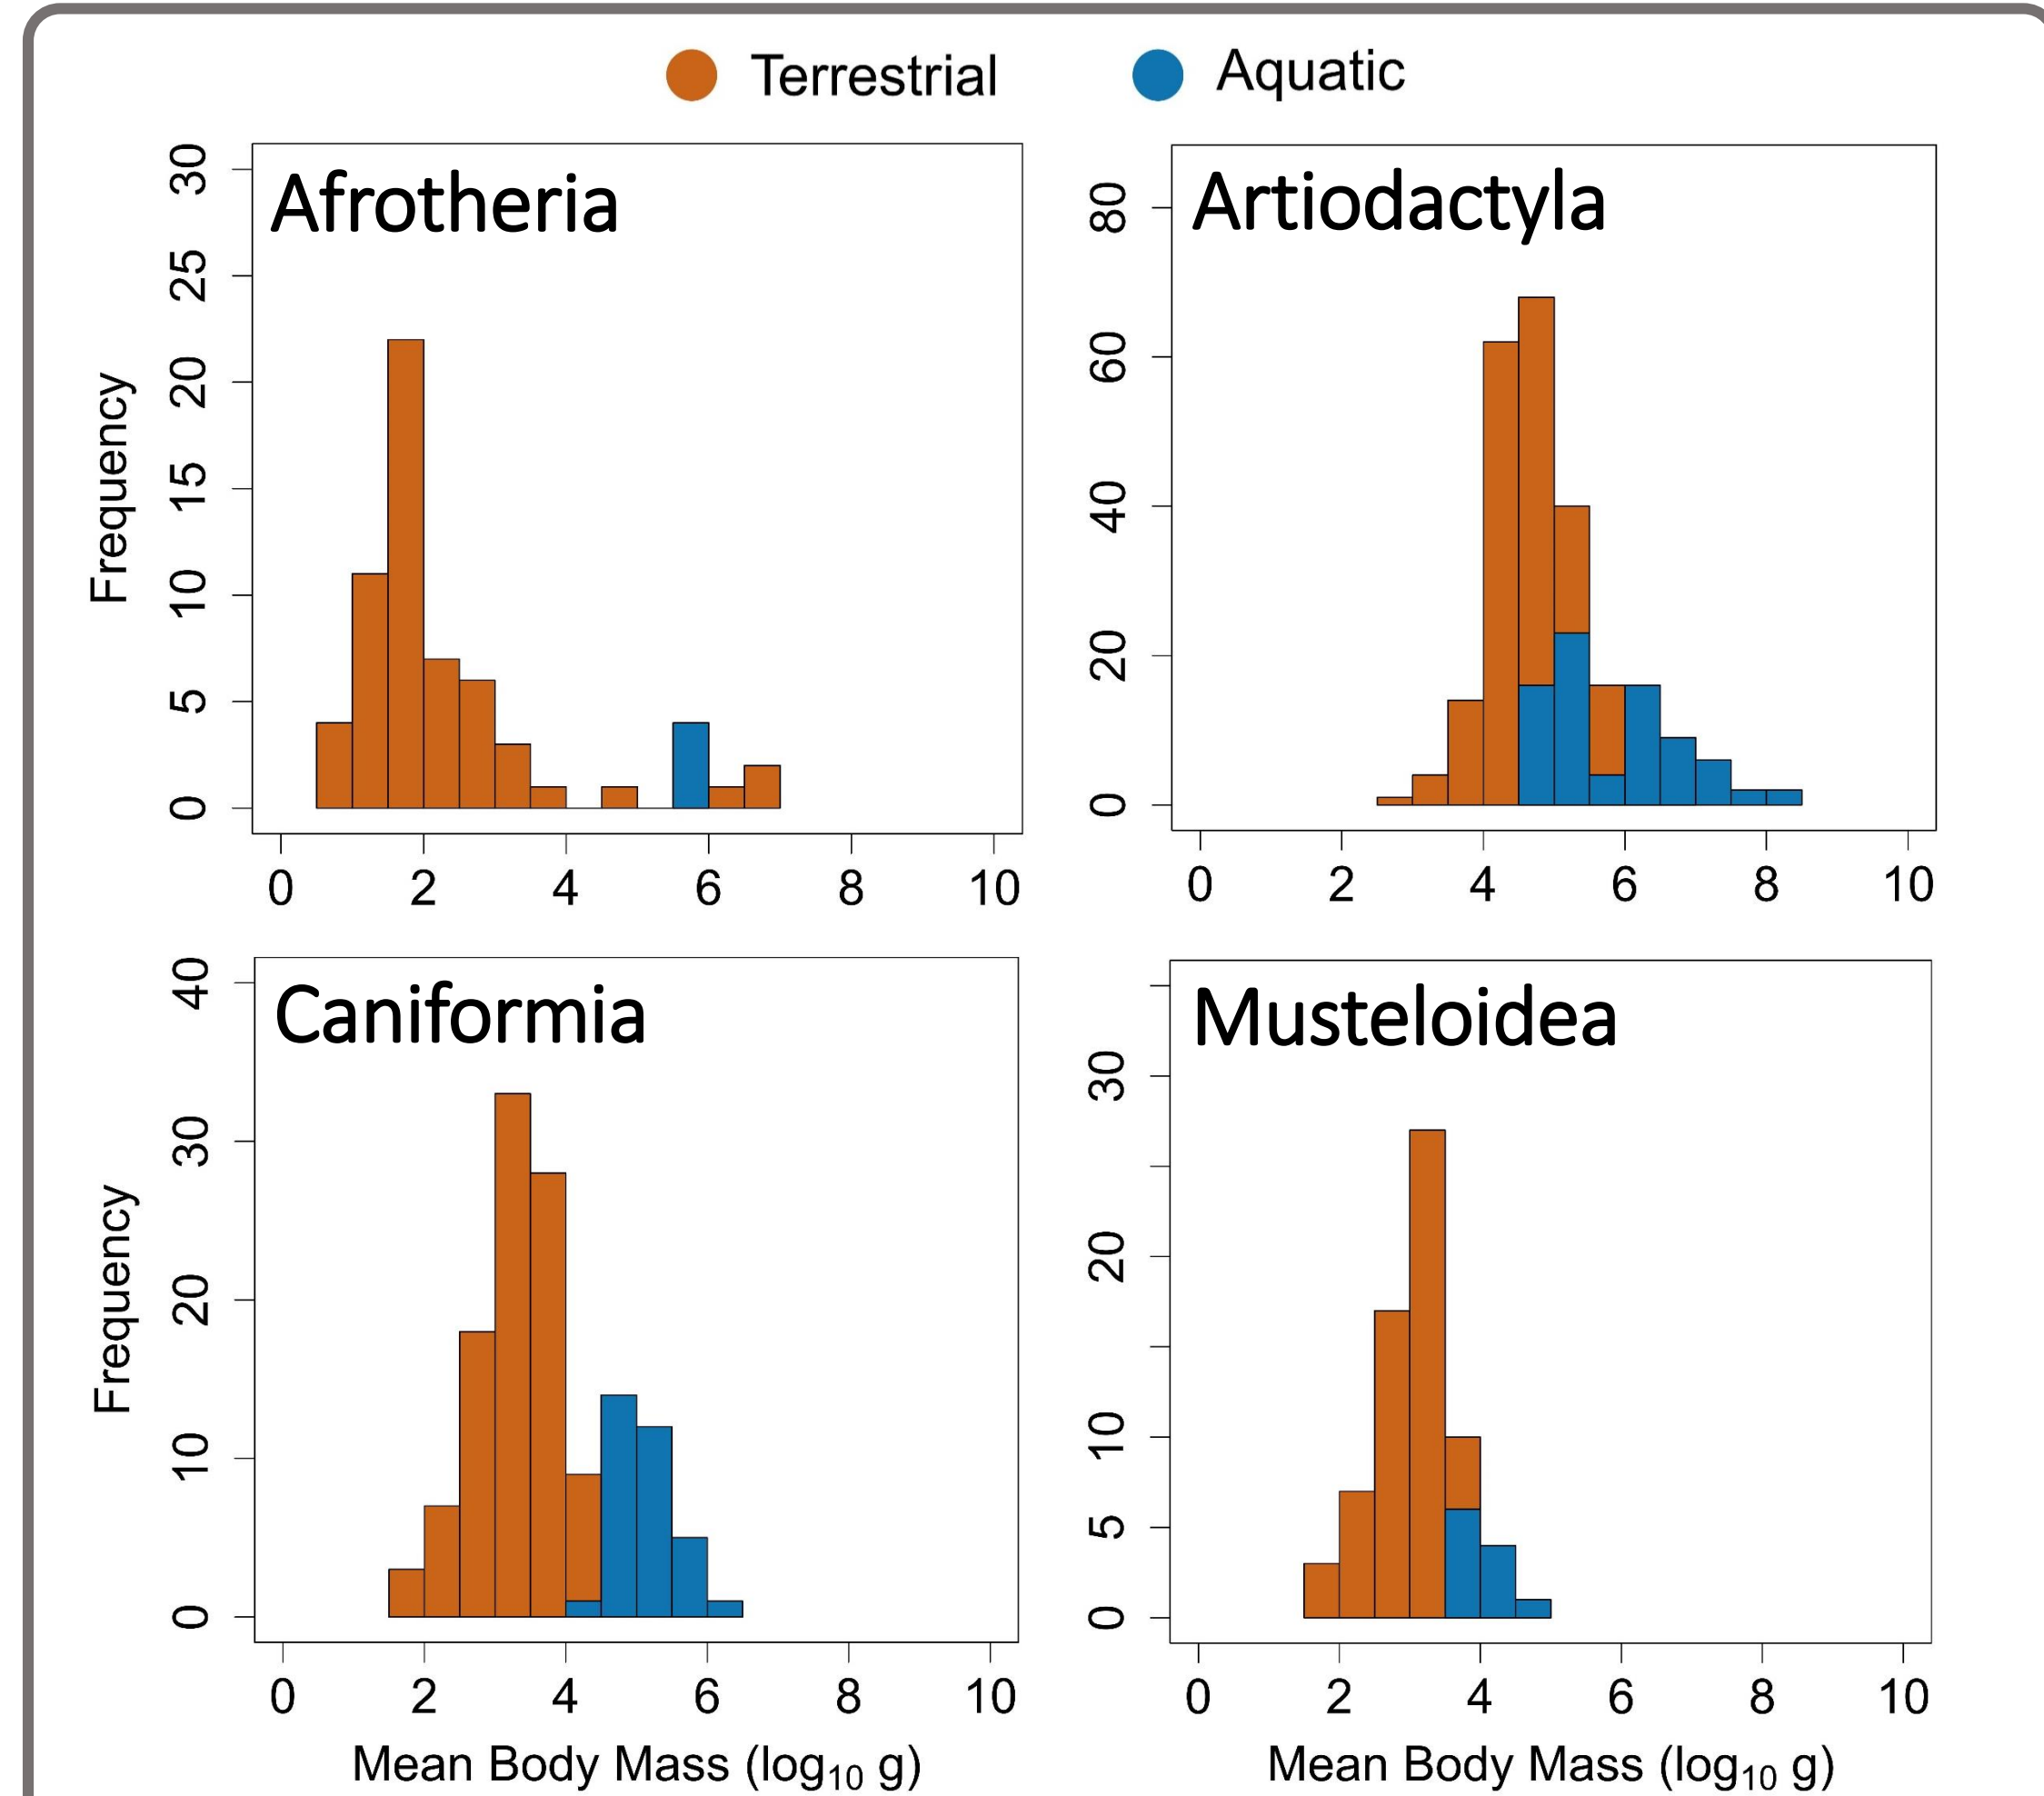 Terrestrial Aquatic
Afrotheria
Frequency
0 5 10 15 20 25 30
0 2 4 6 8 10
Artiodactyla
0 20 40 60 80
0 2 4 6 8 10
Caniformia
Frequency
0 10 20 30 40
0 2 4 6 8 10
Mean Body Mass (log10 g)
Musteloidea
0 5 10 20 30
0 2 4 6 8 10
Mean Body Mass (log10 g)